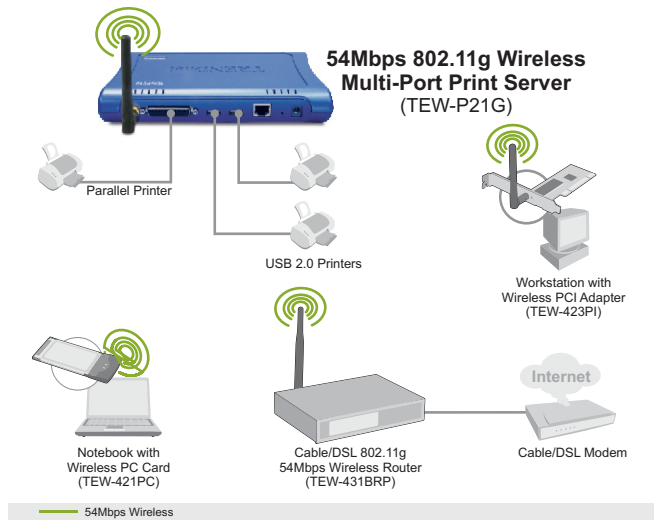 54Mbps 802.11g Wireless
Multi-Port Print Server
(TEW-P21G)
Parallel Printer
USB 2.0 Printers
Workstation with
Wireless PCI Adapter
(TEW-423PI)
Internet
Notebook with
Wireless PC Card
(TEW-421PC)
Cable/DSL 802.11g
54Mbps Wireless Router
(TEW-431BRP)
Cable/DSL Modem
54Mbps Wireless